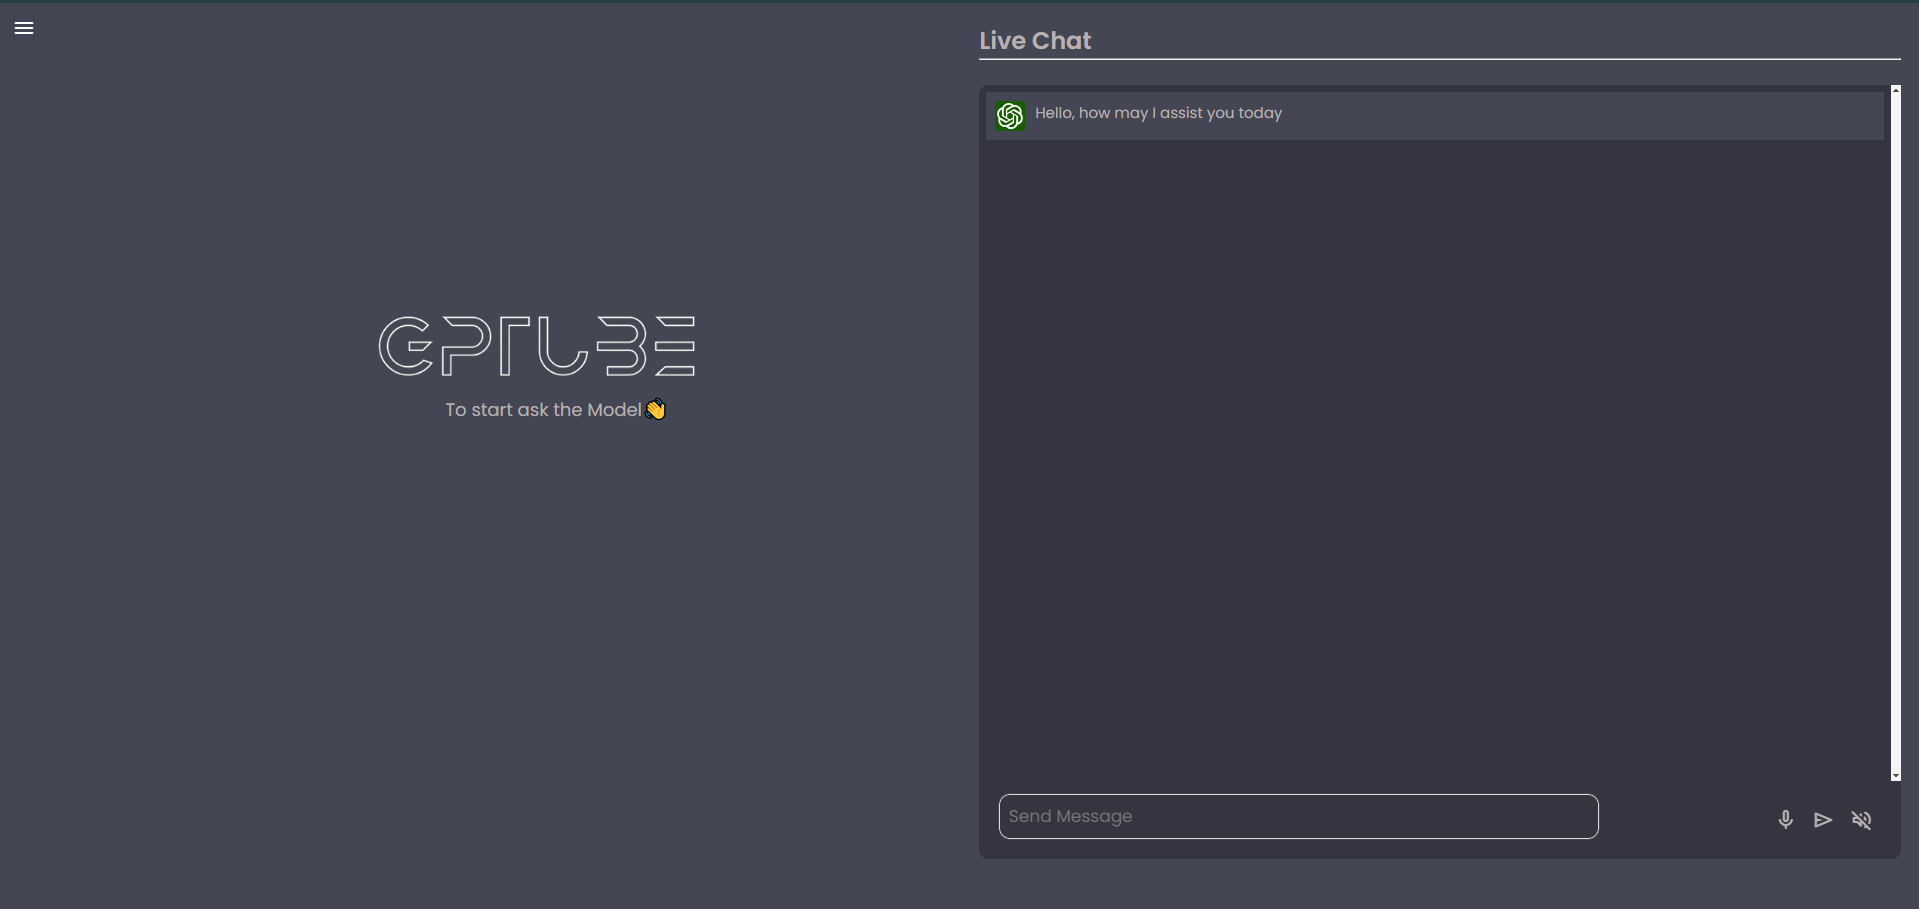 Live Chat
Hello, how may I assist you today
GPTUBE
To start ask the Model👋
Send Message